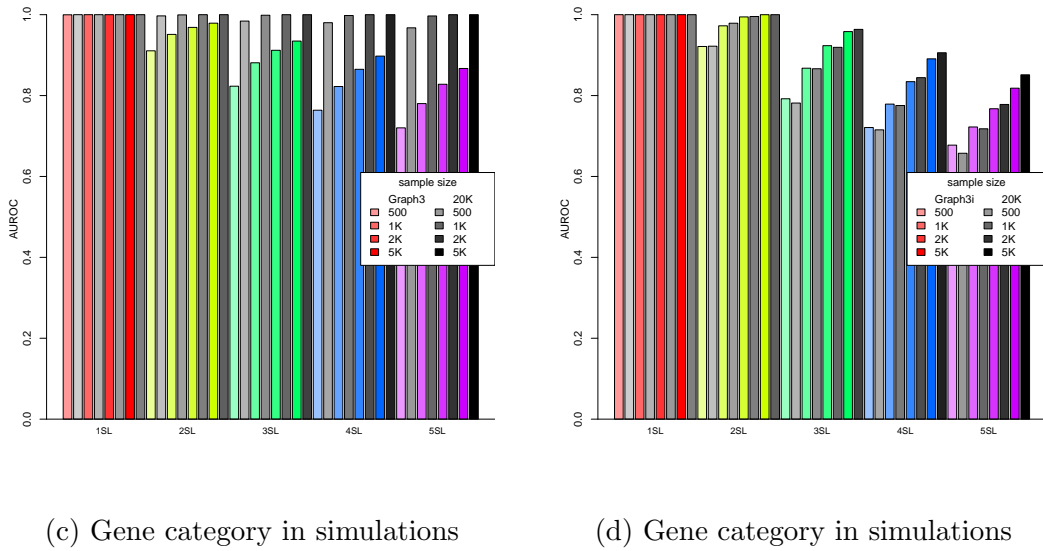 AUROC
0.0
0.2
0.4
0.6
0.8
1.0
1SL 2SL 3SL 4SL 5SL
sample size
Graph3 20K
500 500
1K 1K
2K 2K
5K 5K
(c) Gene category in simulations
AUROC
0.0
0.2
0.4
0.6
0.8
1.0
1SL 2SL 3SL 4SL 5SL
sample size
Graph3i 20K
500 500
1K 1K
2K 2K
5K 5K
(d) Gene category in simulations